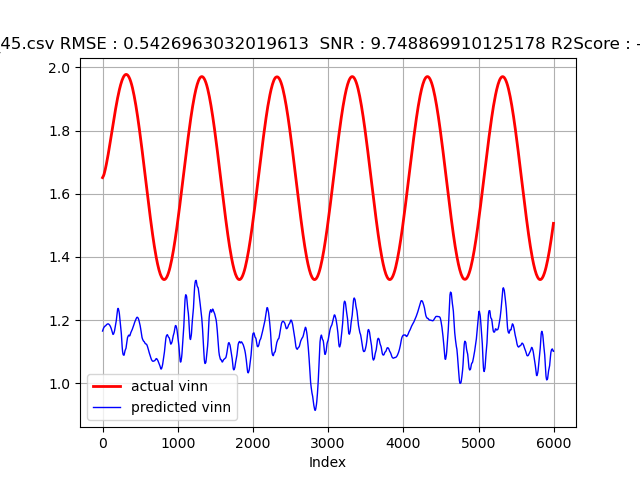 _45.csv RMSE : 0.5426963032019613 SNR : 9.748869910125178 R2Score : -
2.0
1.8
1.6
1.4
1.2
1.0
actual vinn
predicted vinn
0 1000 2000 3000 4000 5000 6000
Index